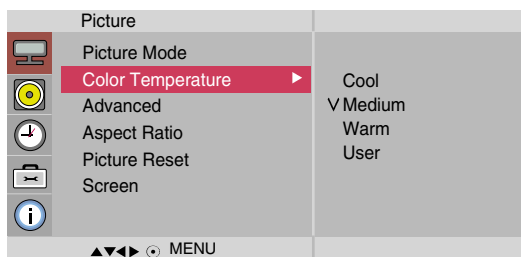 Picture
Picture Mode
Color Temperature ▶
Advanced
Aspect Ratio
Picture Reset
Screen
Cool
√ Medium
Warm
User
▲▼◀▶ ⊙ MENU